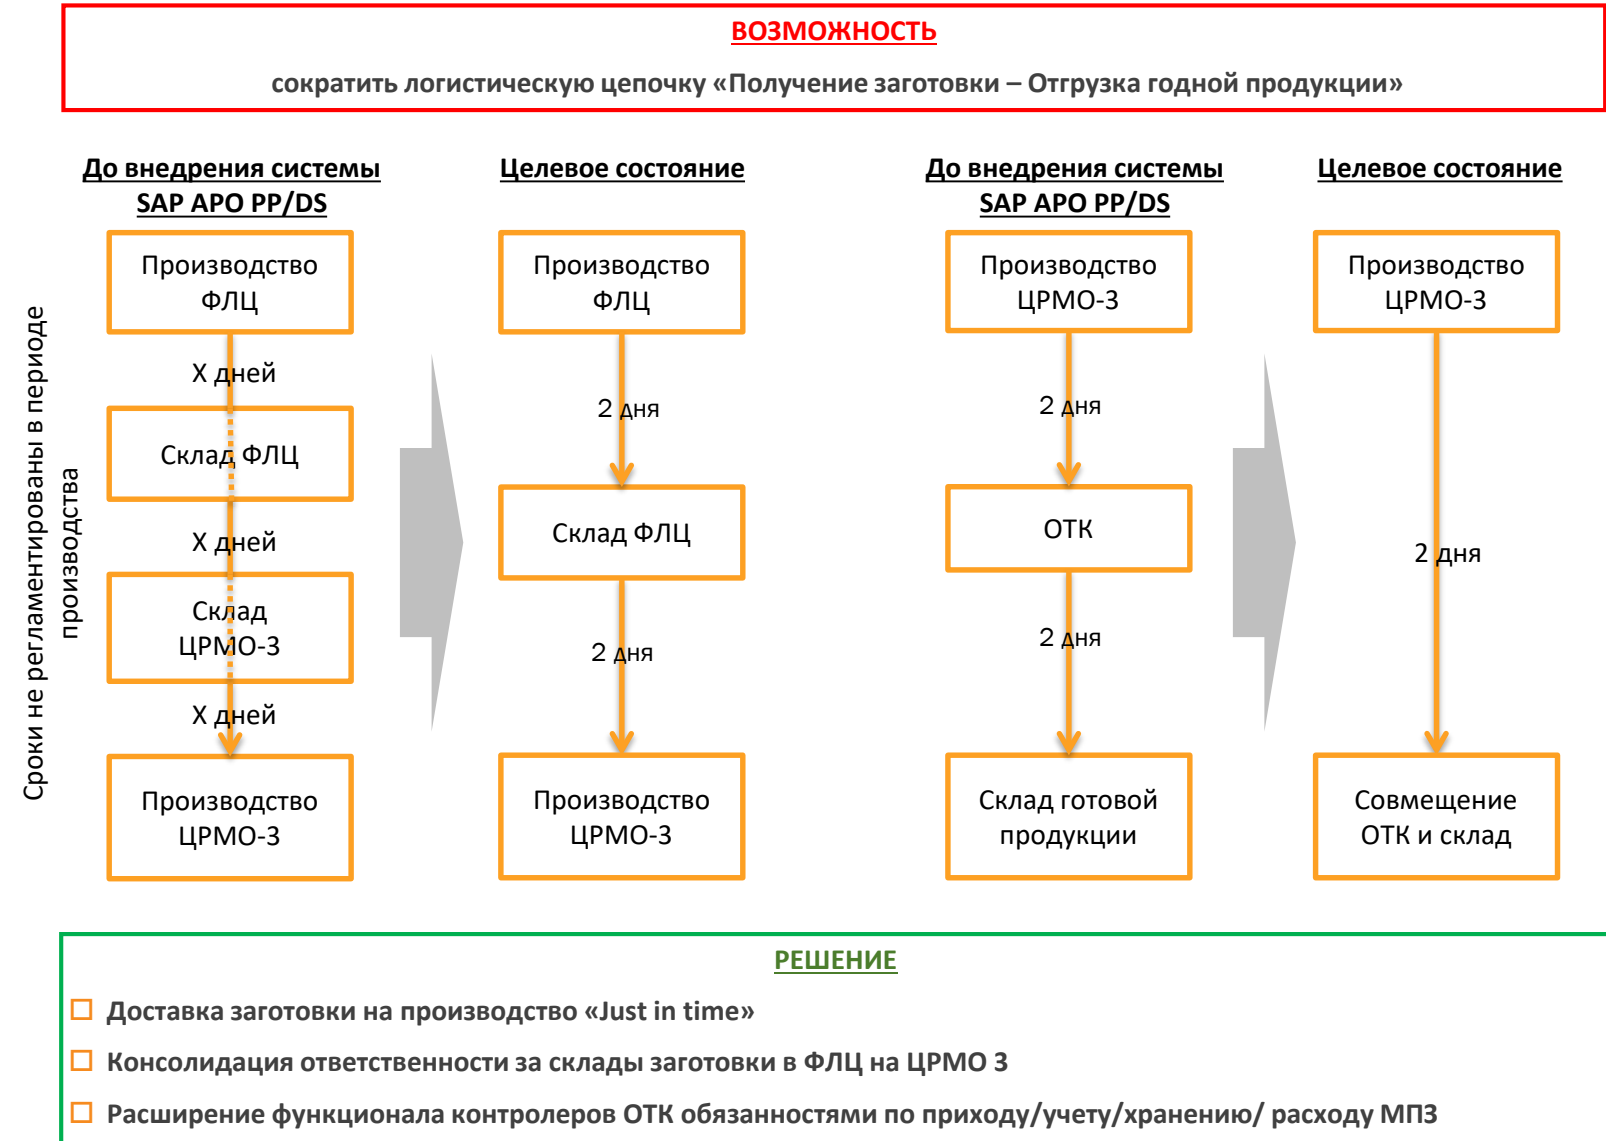 ВОЗМОЖНОСТЬ
сократить логистическую цепочку «Получение заготовки – Отгрузка годной продукции»
До внедрения системы
SAP APO PP/DS
Целевое состояние
До внедрения системы
SAP APO PP/DS
Целевое состояние
Сроки не регламентированы в периоде
производства
Производство
ФЛЦ
Х дней
Склад ФЛЦ
Х дней
Склад
ЦРМО-3
Х дней
Производство
ЦРМО-3
Производство
ФЛЦ
2 дня
Склад ФЛЦ
2 дня
Производство
ЦРМО-3
Производство
ЦРМО-3
2 дня
ОТК
2 дня
Склад готовой
продукции
Производство
ЦРМО-3
2 дня
Совмещение
ОТК и склад
РЕШЕНИЕ
Доставка заготовки на производство «Just in time»
Консолидация ответственности за склады заготовки в ФЛЦ на ЦРМО 3
Расширение функционала контролеров ОТК обязанностями по приходу/учету/хранению/ расходу МПЗ